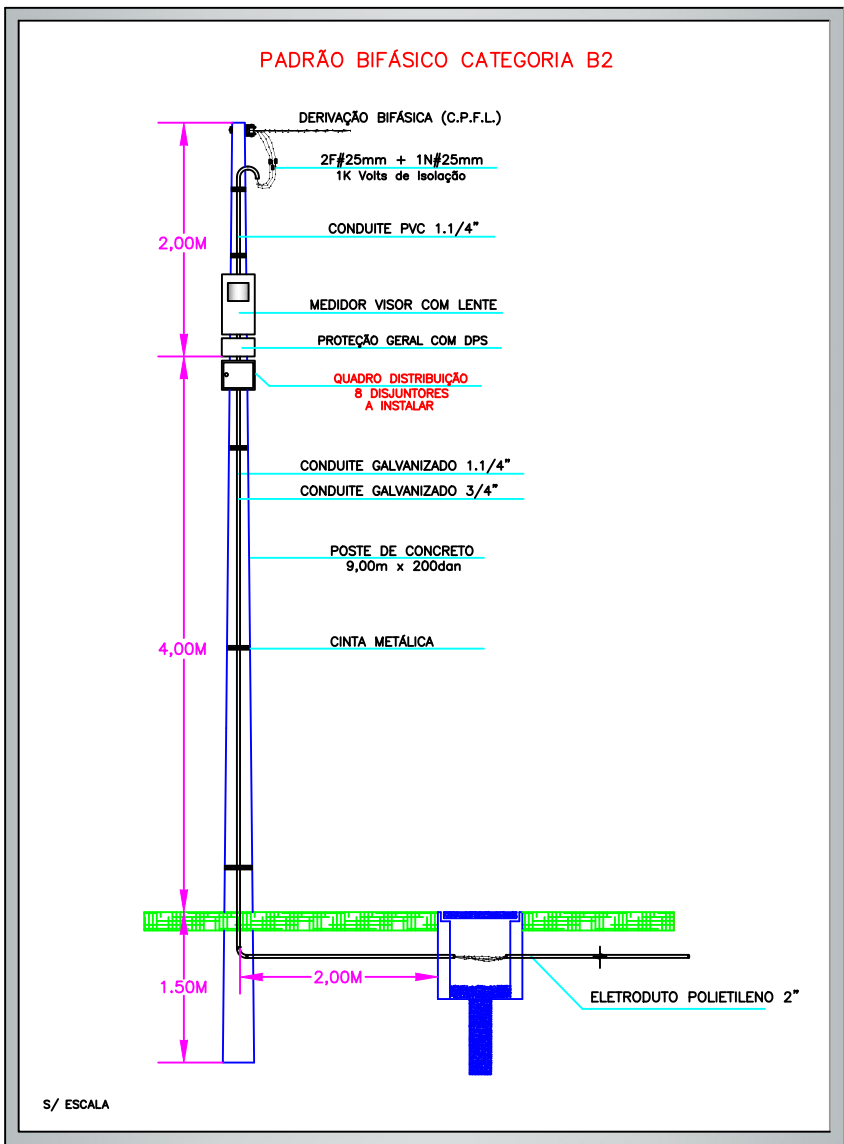 PADRÃO BIFÁSICO CATEGORIA B2
DERIVAÇÃO BIFÁSICA (C.P.F.L.)
2F#25mm + 1N#25mm
1K Volts de Isolação
CONDUITE PVC 1.1/4"
2,00M
MEDIDOR VISOR COM LENTE
PROTEÇÃO GERAL COM DPS
QUADRO DISTRIBUIÇÃO
8 DISJUNTORES
A INSTALAR
CONDUITE GALVANIZADO 1.1/4"
CONDUITE GALVANIZADO 3/4"
POSTE DE CONCRETO
9,00m x 200dan
CINTA METÁLICA
4,00M
2,00M
1.50M
ELETRODUTO POLIETILENO 2"
S/ ESCALA